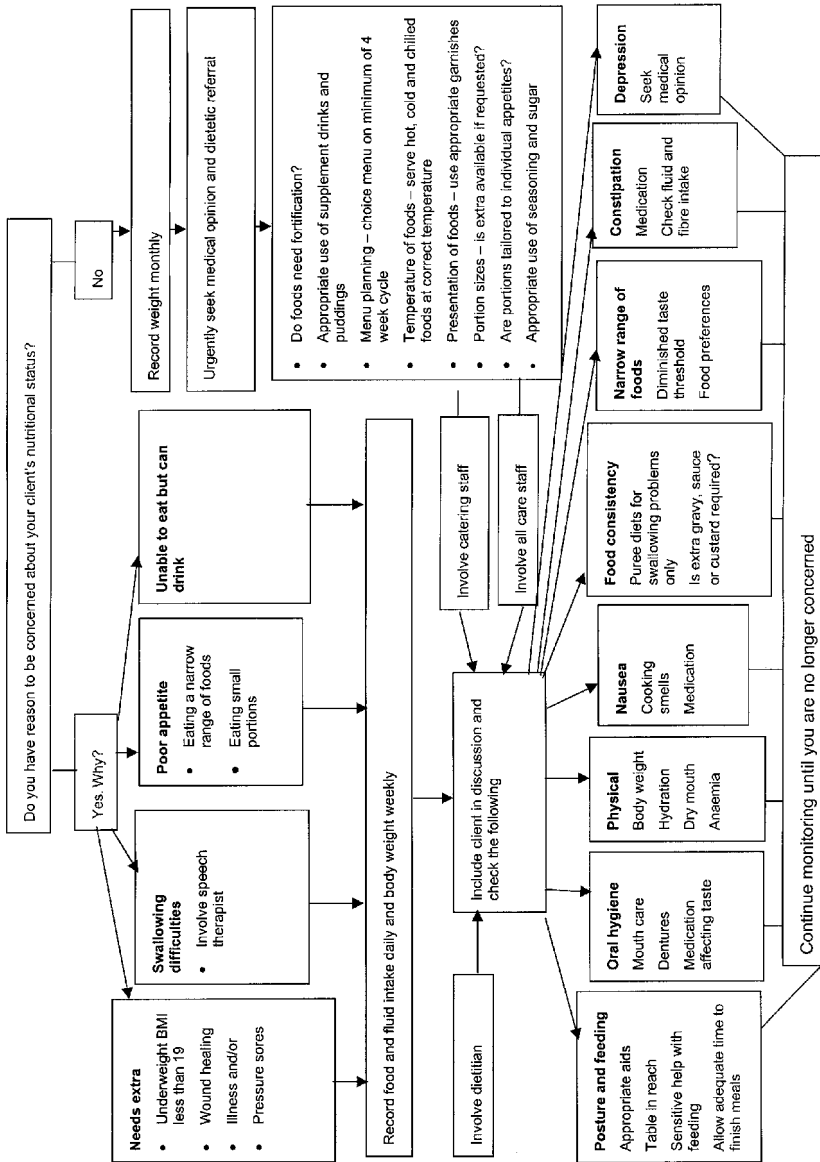 Do you have reason to be concerned about your client's nutritional status?
Yes. Why?
No
Needs extra
• Underweight BMI
less than 19
• Wound healing
• Illness and/or
• Pressure sores
Swallowing
difficulties
• Involve speech
therapist
Poor appetite
• Eating a narrow
range of foods
• Eating small
portions
Unable to eat but can
drink
Record weight monthly
Urgently seek medical opinion and dietetic referral
• Do foods need fortification?
• Appropriate use of supplement drinks and
puddings
• Menu planning – choice menu on minimum of 4
week cycle
• Temperature of foods – serve hot, cold and chilled
foods at correct temperature
• Presentation of foods – use appropriate garnishes
• Portion sizes – is extra available if requested?
• Are portions tailored to individual appetites?
• Appropriate use of seasoning and sugar
Record food and fluid intake daily and body weight weekly
Involve dietitian
Include client in discussion and
check the following
Involve catering staff
Involve all care staff
Posture and feeding
Appropriate aids
Table in reach
Sensitive help with
feeding
Allow adequate time to
finish meals
Oral hygiene
Mouth care
Dentures
Medication
affecting taste
Physical
Body weight
Hydration
Dry mouth
Anaemia
Nausea
Cooking
smells
Medication
Food consistency
Puree diets for
swallowing problems
only
Is extra gravy, sauce
or custard required?
Narrow range of
foods
Diminished taste
threshold
Food preferences
Constipation
Medication
Check fluid and
fibre intake
Depression
Seek
medical
opinion
Continue monitoring until you are no longer concerned